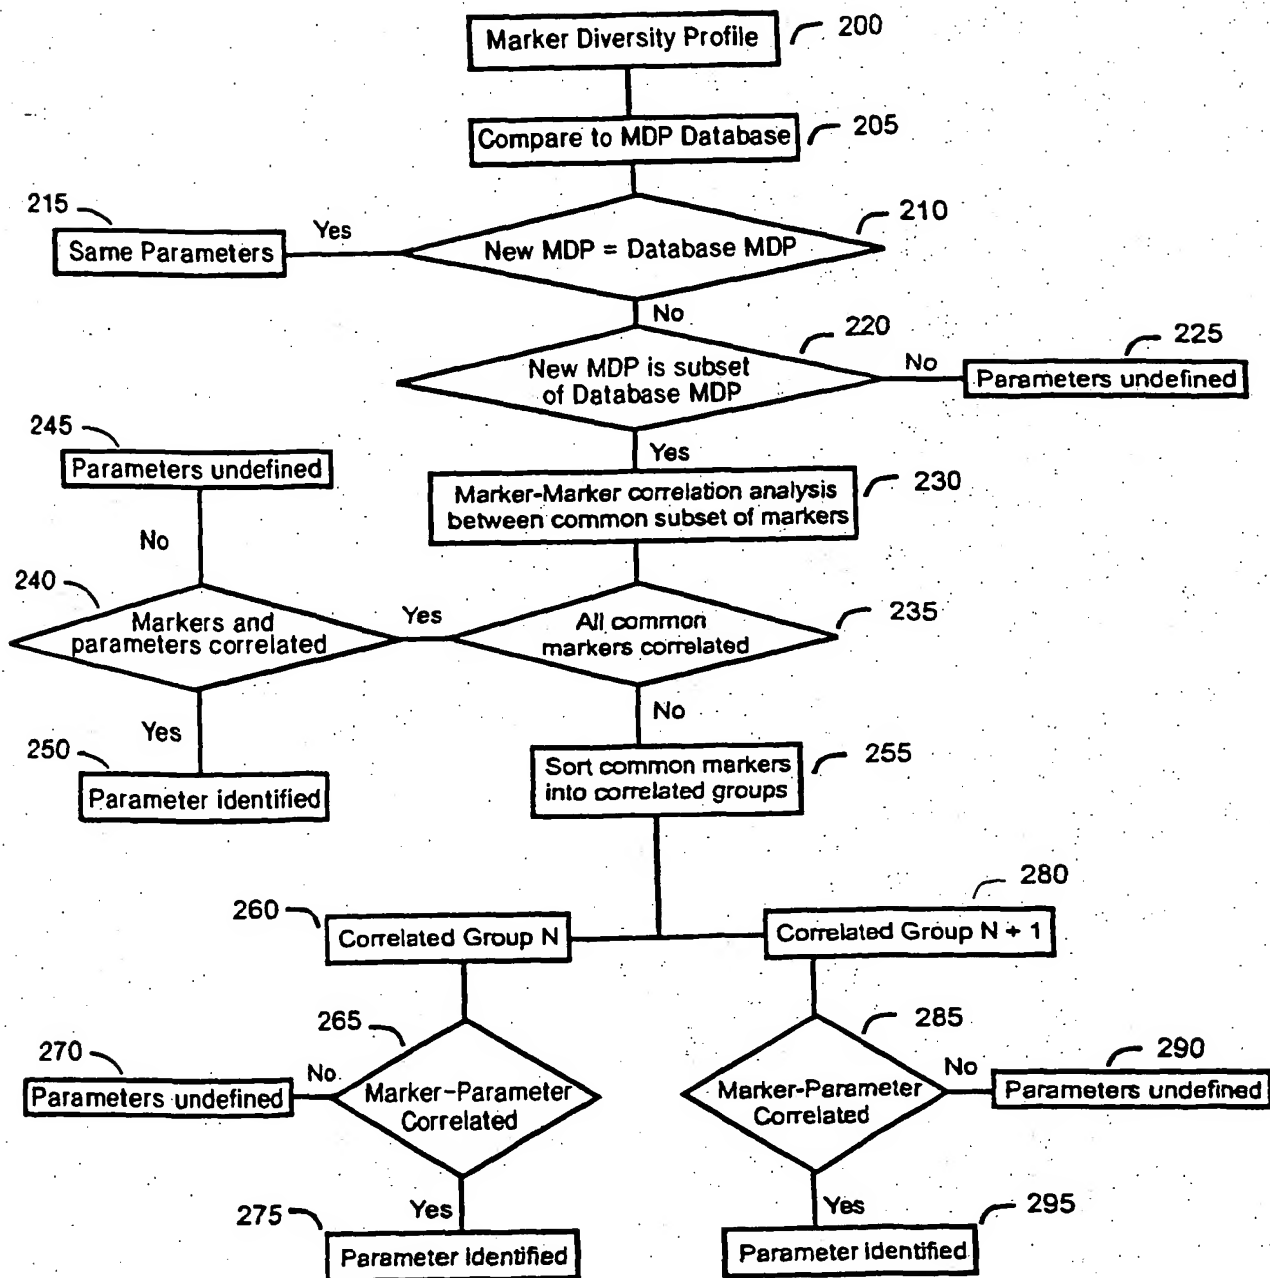 Marker Diversity Profile
200
Compare to MDP Database
205
215
Yes
210
Same Parameters
New MDP = Database MDP
No
220
225
New MDP is subset
of Database MDP
No
Parameters undefined
245
Yes
Parameters undefined
230
Marker-Marker correlation analysis
between common subset of markers
No
240
Markers and
parameters correlated
Yes
All common
markers correlated
235
No
Yes
250
255
Sort common markers
into correlated groups
Parameter identified
260
280
Correlated Group N
Correlated Group N + 1
265
285
270
No
No
290
Parameters undefined
Marker-Parameter
Correlated
Marker-Parameter
Correlated
Parameters undefined
275
Yes
Yes
295
Parameter identified
Parameter identified